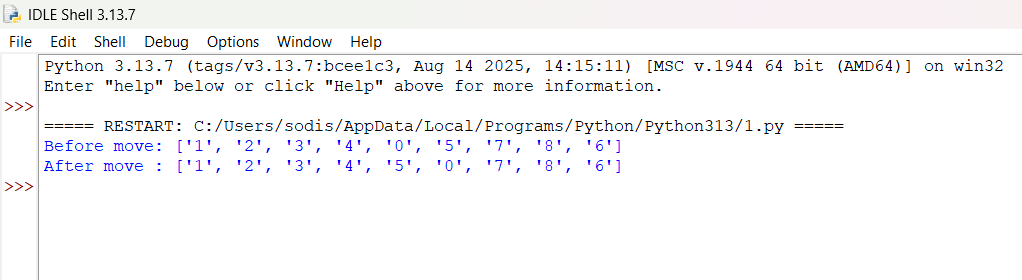 IDLE Shell 3.13.7
File Edit Shell Debug Options Window Help
Python 3.13.7 (tags/v3.13.7:bcee1c3, Aug 14 2025, 14:15:11) [MSC v.1944 64 bit (AMD64)] on win32
Enter "help" below or click "Help" above for more information.
>>>
===== RESTART: C:/Users/sodis/AppData/Local/Programs/Python/Python313/1.py =====
Before move: ['1', '2', '3', '4', '0', '5', '7', '8', '6']
After move : ['1', '2', '3', '4', '5', '0', '7', '8', '6']
>>>